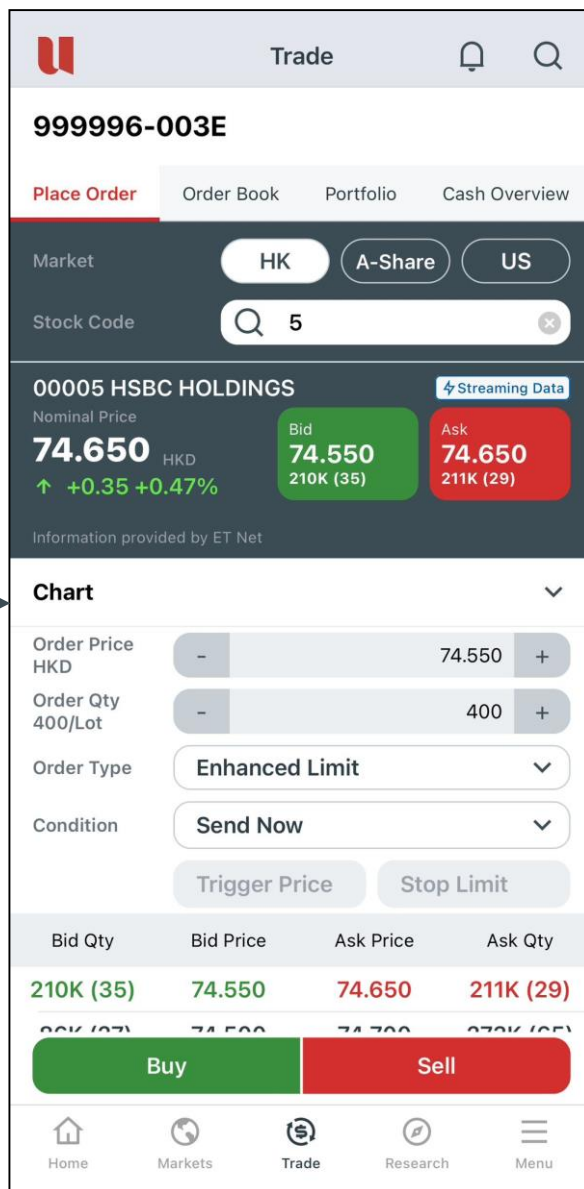 Trade
999996-003E
Place Order Order Book Portfolio Cash Overview
Market HK A-Share US
Stock Code 5
00005 HSBC HOLDINGS Streaming Data
Nominal Price
74.650 HKD
↑ +0.35 +0.47%
Bid
74.550
210K (35)
Ask
74.650
211K (29)
Information provided by ET Net
Chart
Order Price
HKD
- 74.550 +
Order Qty
400/Lot
- 400 +
Order Type Enhanced Limit
Condition Send Now
Trigger Price Stop Limit
Bid Qty Bid Price Ask Price Ask Qty
210K (35) 74.550 74.650 211K (29)
Buy Sell
Home Markets Trade Research Menu